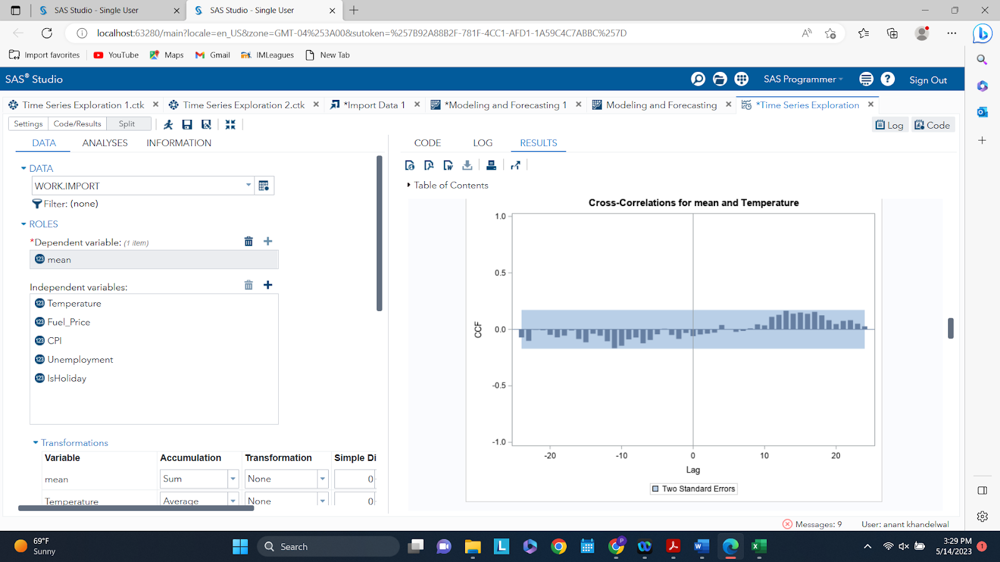 SAS Studio - Single User
SAS Studio - Single User
localhost:63280/main?locale=en_US&zone=GMT-04%253A00&sutoken=%257B92A88B2F-781F-4CC1-AFD1-1A59C4C7ABBC%257D
Import favorites YouTube Maps Gmail IMLeagues New Tab
SAS® Studio SAS Programmer Sign Out
Time Series Exploration 1.ctk Time Series Exploration 2.ctk *Import Data 1 *Modeling and Forecasting 1 Modeling and Forecasting *Time Series Exploration
Settings Code/Results Split Log Code
DATA ANALYSES INFORMATION
CODE LOG RESULTS
DATA
WORK.IMPORT
Filter: (none)
ROLES
*Dependent variable: (1 item)
123 mean
Independent variables:
123 Temperature
123 Fuel_Price
123 CPI
123 Unemployment
123 IsHoliday
Transformations
Variable Accumulation Transformation Simple Di
mean Sum None 0
Temperature Average None 0
Table of Contents
Cross-Correlations for mean and Temperature
1.0
0.5
0.0
-0.5
-1.0
CCF
-20 -10 0 10 20
Lag
Two Standard Errors
Messages: 9 User: anant khandelwal
69°F
Sunny
Search
3:29 PM
5/14/2023
1